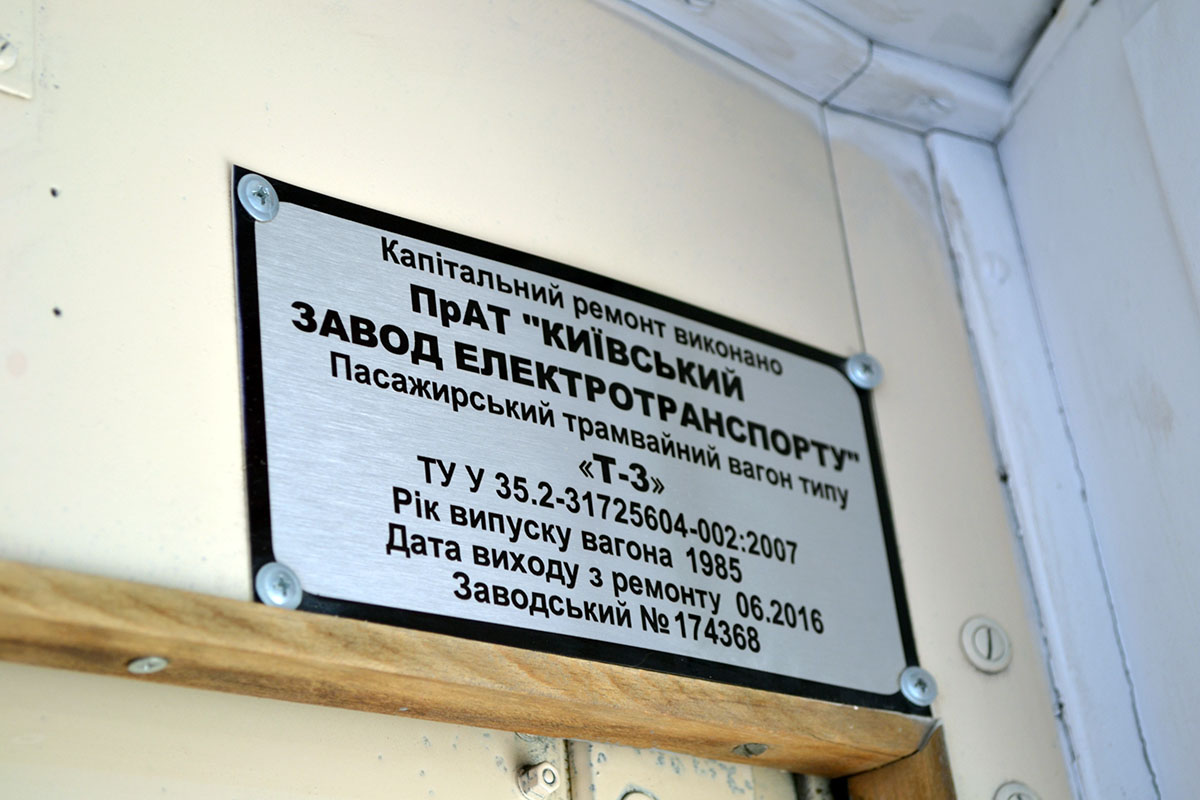 Капітальний ремонт виконано
ПрАТ "КИЇВСЬКИЙ
ЗАВОД ЕЛЕКТРОТРАНСПОРТУ"
Пасажирський трамвайний вагон типу
«Т-3»
ТУ У 35.2-31725604-002:2007
Рік випуску вагона 1985
Дата виходу з ремонту 06.2016
Заводський №174368